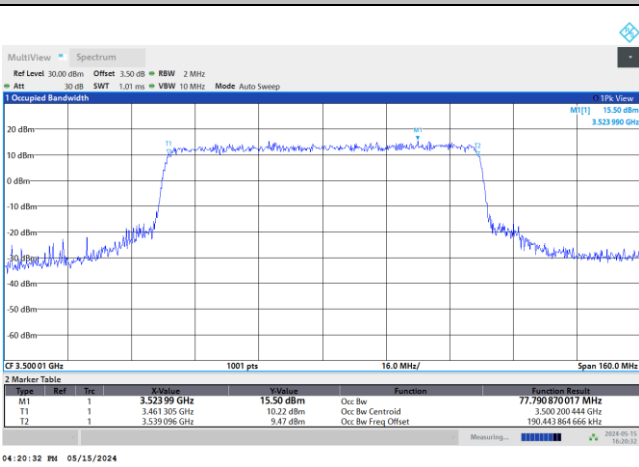 MultiView Spectrum
Ref Level 30.00 dBm Offset 3.50 dB RBW 2 MHz
Att 30 dB SWT 1.01 ms VBW 10 MHz Mode Auto Sweep
1 Occupied Bandwidth 1Pk View
M1[1] 15.50 dBm
3.523 990 GHz
20 dBm
M1
T1
T2
10 dBm
0 dBm
-10 dBm
-20 dBm
-30 dBm
-40 dBm
-50 dBm
-60 dBm
CF 3.500 01 GHz 1001 pts 16.0 MHz/ Span 160.0 MHz
2 Marker Table
Type Ref Trc X-Value Y-Value Function Function Result
M1 1 3.523 99 GHz 15.50 dBm Occ Bw 77.790 870 017 MHz
T1 1 3.461 305 GHz 10.22 dBm Occ Bw Centroid 3.500 200 444 GHz
T2 1 3.539 096 GHz 9.47 dBm Occ Bw Freq Offset 190.443 864 666 kHz
Measuring... 2024-05-15
16:20:32
04:20:32 PM 05/15/2024